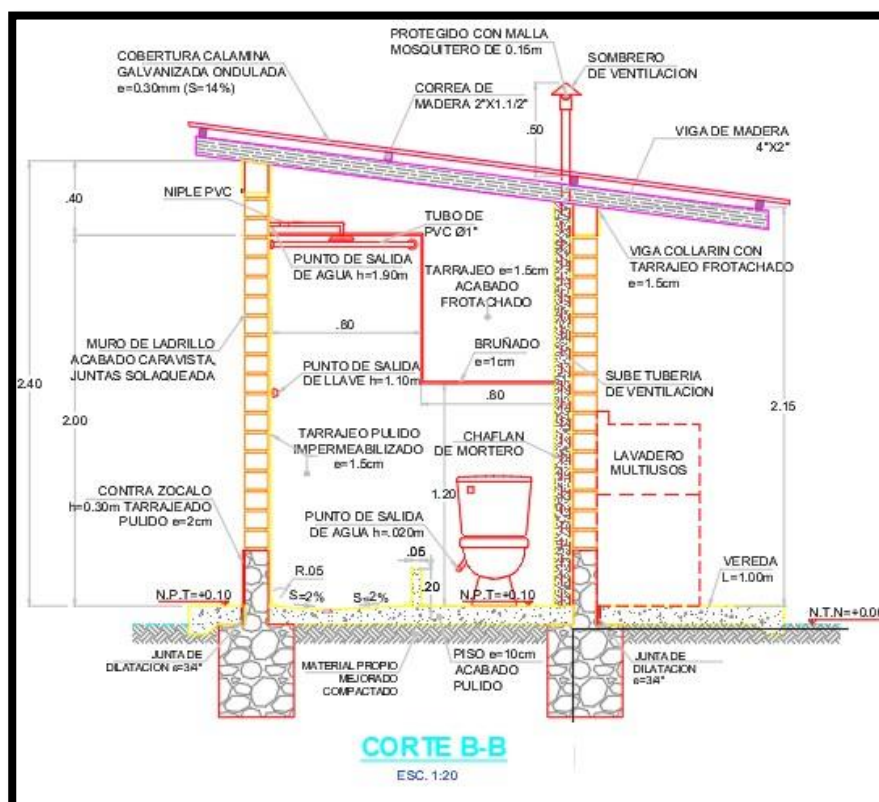 PROTEGIDO CON MALLA
MOSQUITERO DE 0.15m
SOMBRERO
DE VENTILACION
COBERTURA CALAMINA
GALVANIZADA ONDULADA
e=0.30mm (S=14%)
CORREA DE
MADERA 2"X1.1/2"
.50
VIGA DE MADERA
4"X2"
.40
NIPLE PVC
TUBO DE
PVC Ø1"
PUNTO DE SALIDA
DE AGUA h=1.90m
TARRAJEO e=1.5cm
ACABADO
FROTACHADO
VIGA COLLARIN CON
TARRAJEO FROTACHADO
e=1.5cm
.80
MURO DE LADRILLO
ACABADO CARAVISTA,
JUNTAS SOLAQUEADA
BRUÑADO
e=1cm
PUNTO DE SALIDA
DE LLAVE h=1.10m
SUBE TUBERIA
DE VENTILACION
2.40
.80
2.15
2.00
TARRAJEO PULIDO
IMPERMEABILIZADO
e=1.5cm
CHAFLAN
DE MORTERO
LAVADERO
MULTIUSOS
CONTRA ZOCALO
h=0.30m TARRAJEADO
PULIDO e=2cm
1.20
PUNTO DE SALIDA
DE AGUA h=.020m
.05
R.05
VEREDA
L=1.00m
N.P.T=+0.10
S=2%
S=2%
.20
N.P.T=+0.10
N.T.N=+0.00
JUNTA DE
DILATACION e=3/4"
MATERIAL PROPIO
MEJORADO
COMPACTADO
PISO e=10cm
ACABADO
PULIDO
JUNTA DE
DILACION
e=3/4"
CORTE B-B
ESC. 1:20